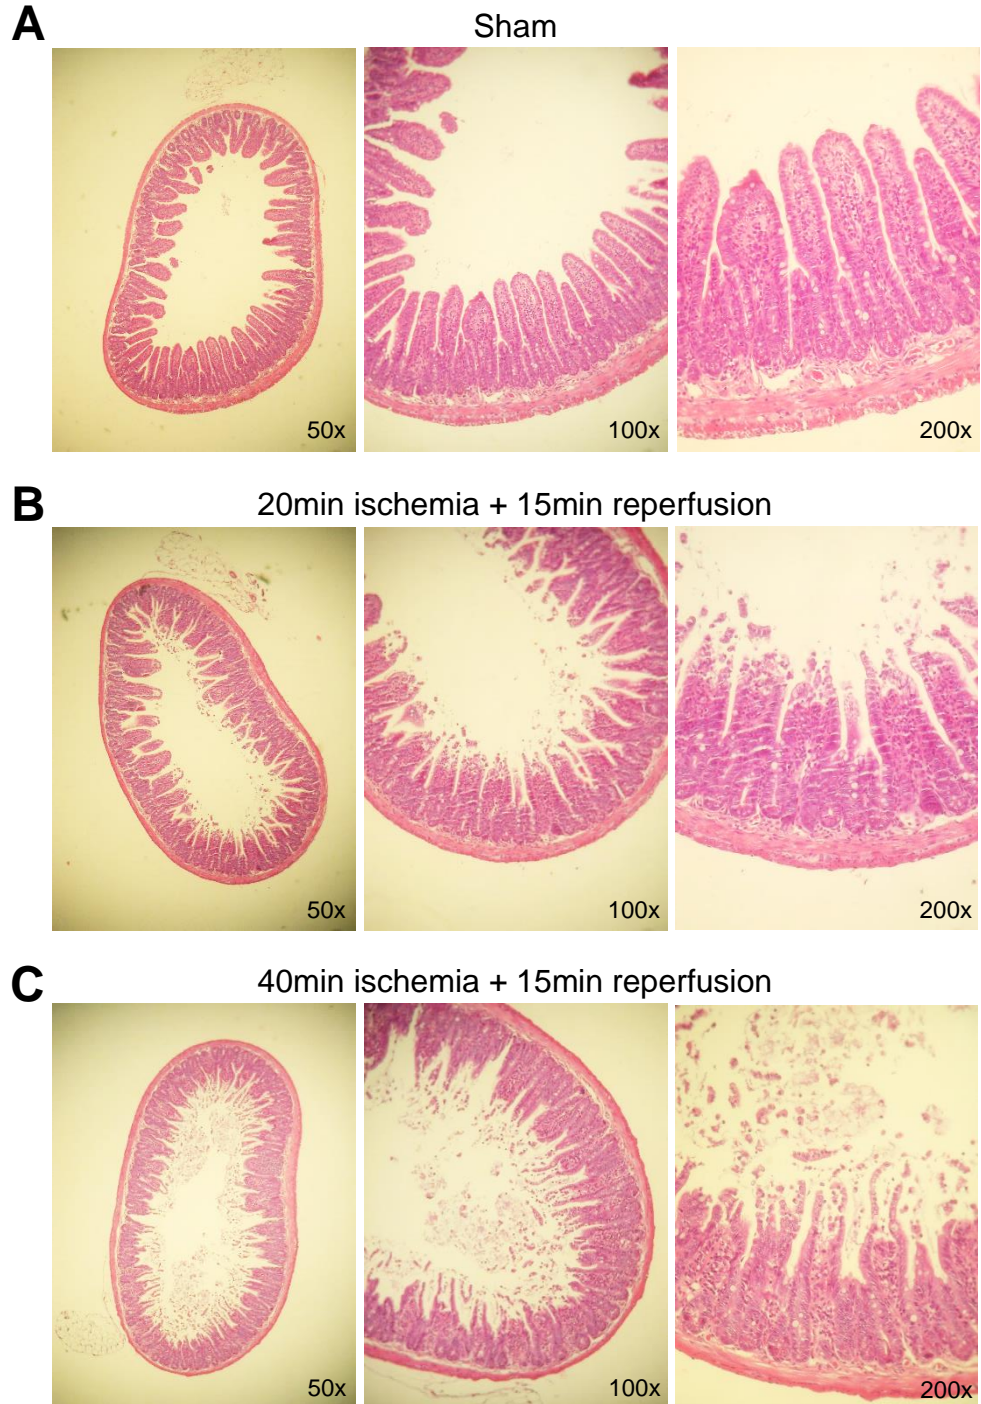 A
Sham
50x
100x
200x
B
20min ischemia + 15min reperfusion
50x
100x
200x
C
40min ischemia + 15min reperfusion
50x
100x
200x